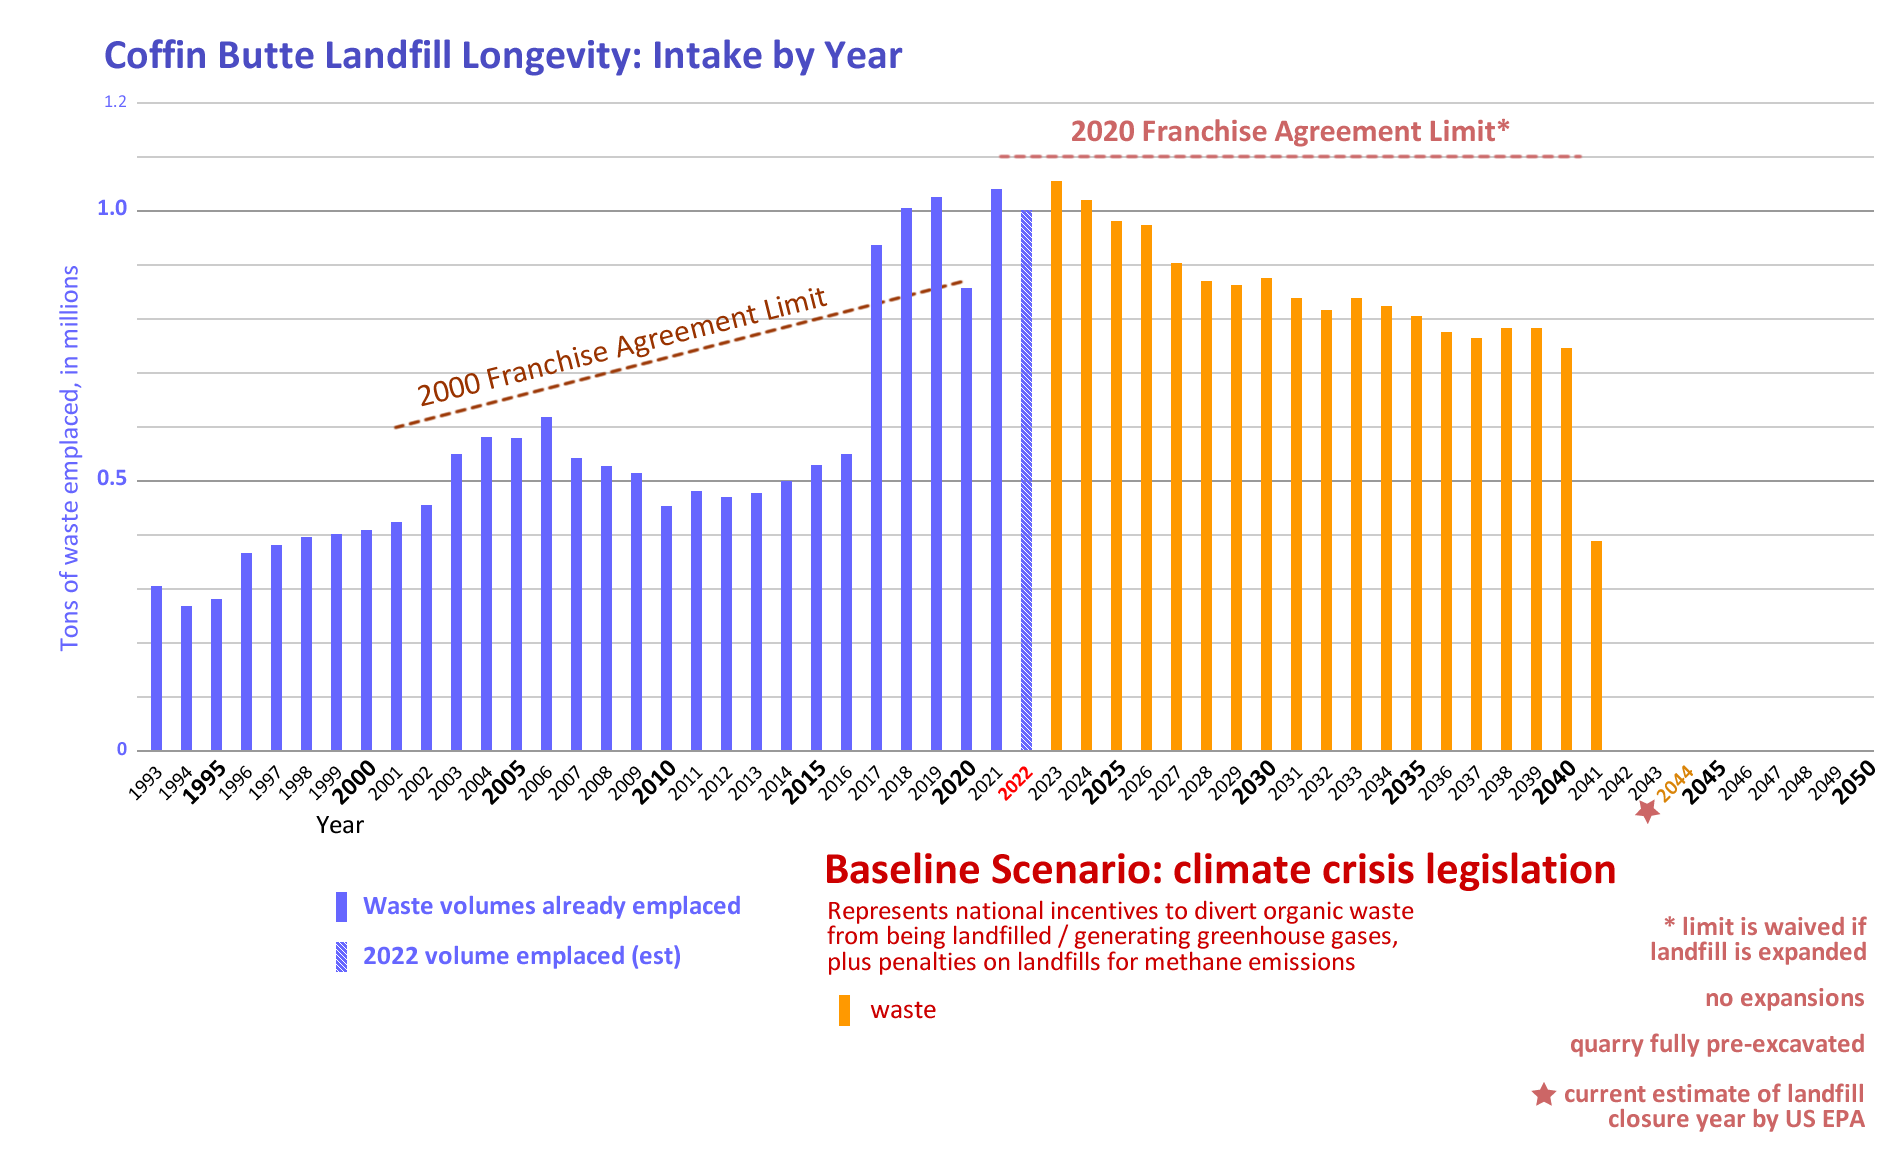 Coffin Butte Landfill Longevity: Intake by Year
1.2
2020 Franchise Agreement Limit*
1.0
2000 Franchise Agreement Limit
Tons of waste emplaced, in millions
0.5
0
1993 1994 1995 1996 1997 1998 1999 2000 2001 2002 2003 2004 2005 2006 2007 2008 2009 2010 2011 2012 2013 2014 2015 2016 2017 2018 2019 2020 2021 2022 2023 2024 2025 2026 2027 2028 2029 2030 2031 2032 2033 2034 2035 2036 2037 2038 2039 2040 2041 2042 2043 2044 2045 2046 2047 2048 2049 2050
Year
Waste volumes already emplaced
2022 volume emplaced (est)
Baseline Scenario: climate crisis legislation
Represents national incentives to divert organic waste
from being landfilled / generating greenhouse gases,
plus penalties on landfills for methane emissions
waste
* limit is waived if
landfill is expanded
no expansions
quarry fully pre-excavated
★ current estimate of landfill
closure year by US EPA